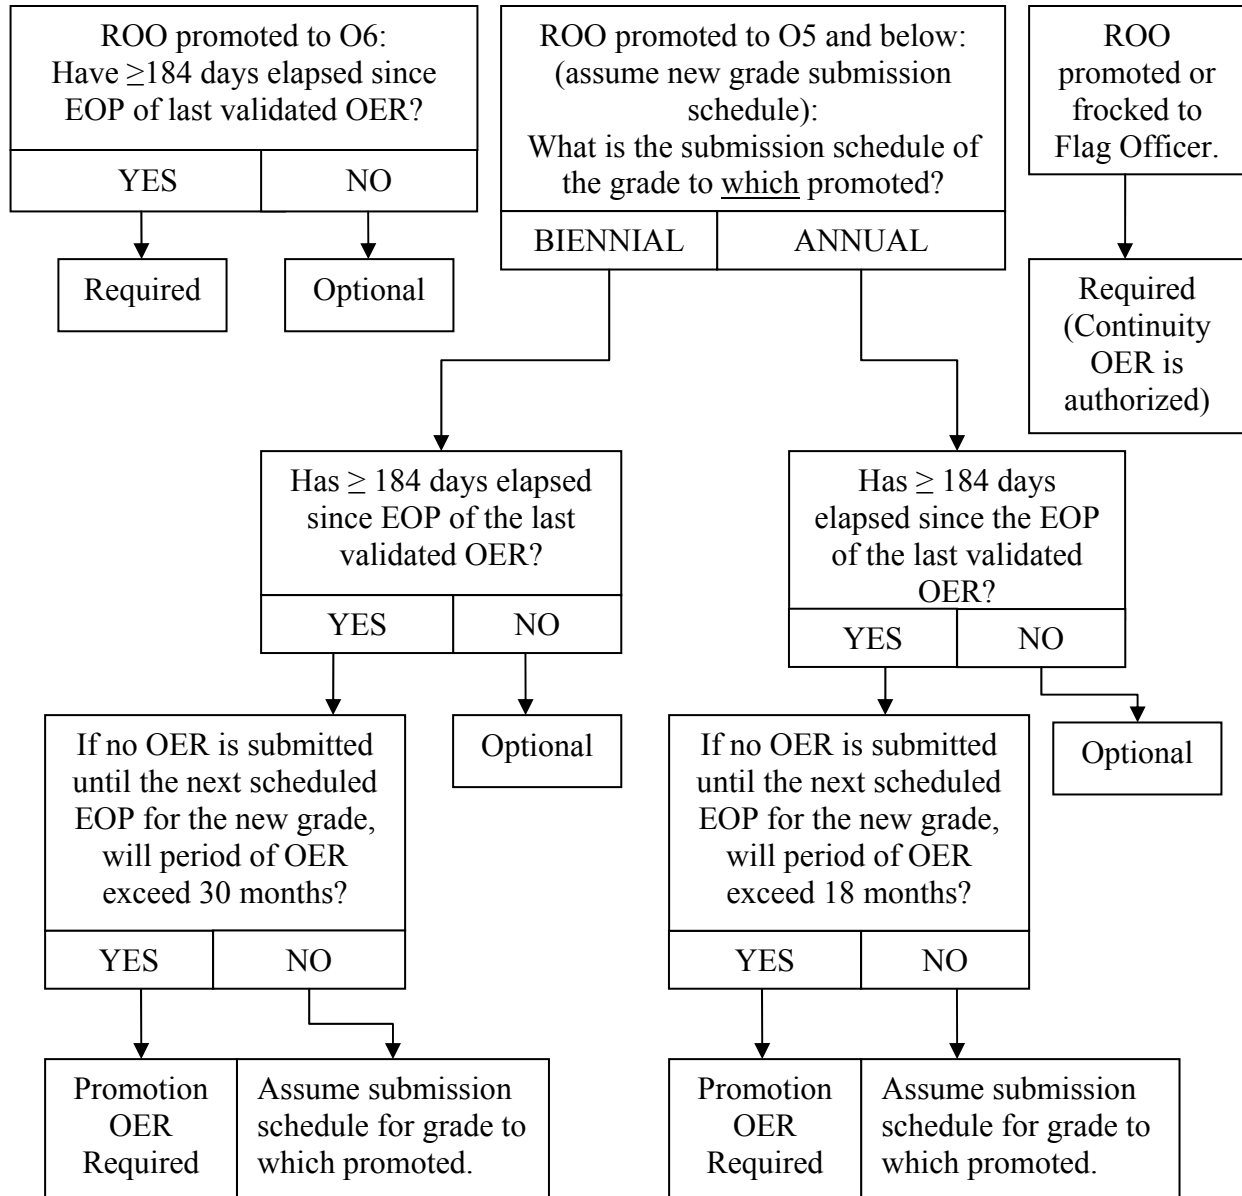 ROO promoted to O6:
Have ≥184 days elapsed since
EOP of last validated OER?
YES
NO
Required
Optional
ROO promoted to O5 and below:
(assume new grade submission
schedule):
What is the submission schedule of
the grade to which promoted?
BIENNIAL
ANNUAL
ROO
promoted or
frocked to
Flag Officer.
Required
(Continuity
OER is
authorized)
Has ≥ 184 days elapsed
since EOP of the last
validated OER?
YES
NO
Optional
If no OER is submitted
until the next scheduled
EOP for the new grade,
will period of OER
exceed 30 months?
YES
NO
Promotion
OER
Required
Assume submission
schedule for grade to
which promoted.
Has ≥ 184 days
elapsed since the EOP
of the last validated
OER?
YES
NO
Optional
If no OER is submitted
until the next scheduled
EOP for the new grade,
will period of OER
exceed 18 months?
YES
NO
Promotion
OER
Required
Assume submission
schedule for grade to
which promoted.